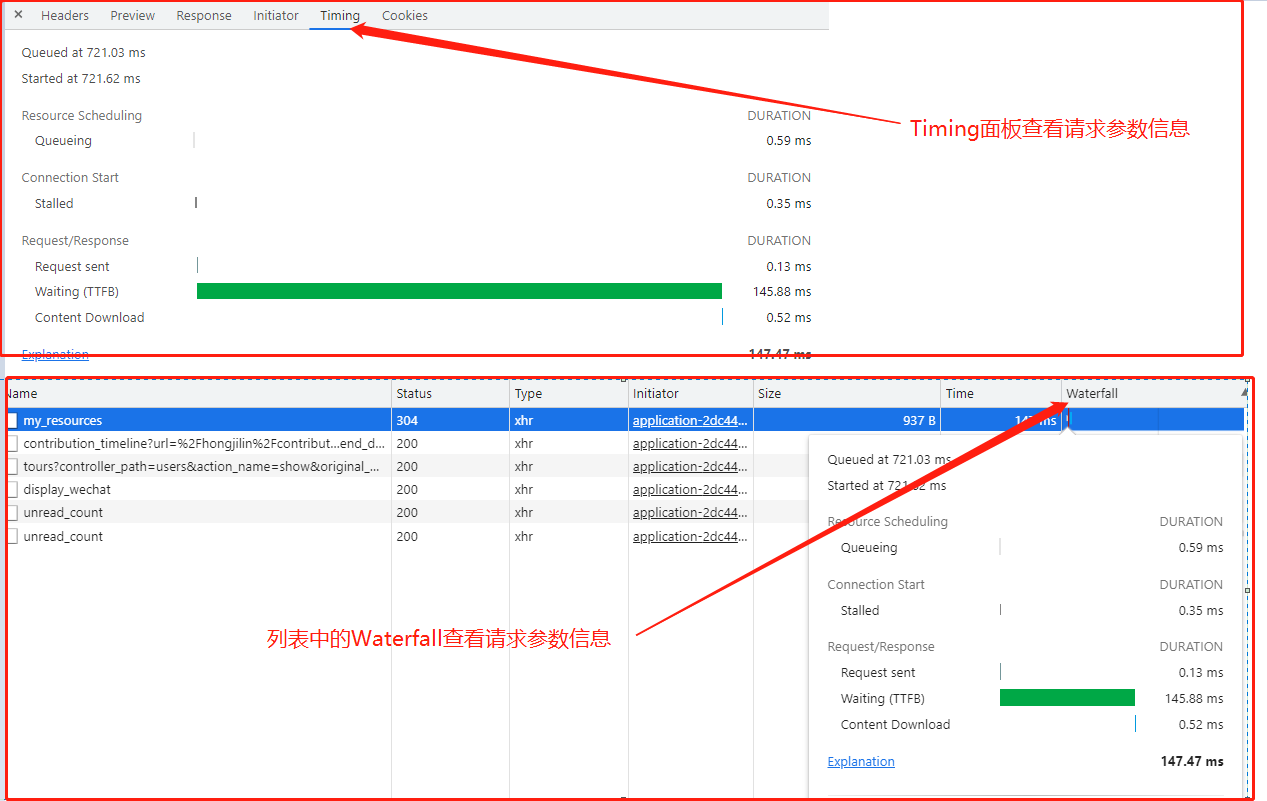 × Headers Preview Response Initiator Timing Cookies
Queued at 721.03 ms
Started at 721.62 ms
Resource Scheduling DURATION
Queueing 0.59 ms
Timing面板查看请求参数信息
Connection Start DURATION
Stalled 0.35 ms
Request/Response DURATION
Request sent 0.13 ms
Waiting (TTFB) 145.88 ms
Content Download 0.52 ms
Explanation 147.47 ms
Name Status Type Initiator Size Time Waterfall
my_resources 304 xhr application-2dc44... 937 B 147 ms
contribution_timeline?url=%2Fhongjilin%2Fcontribut...end_d... 200 xhr application-2dc44...
tours?controller_path=users&action_name=show&original_... 200 xhr application-2dc44...
display_wechat 200 xhr application-2dc44...
unread_count 200 xhr application-2dc44...
unread_count 200 xhr application-2dc44...
Queued at 721.03 ms
Started at 721.62 ms
Resource Scheduling DURATION
Queueing 0.59 ms
Connection Start DURATION
Stalled 0.35 ms
列表中的Waterfall查看请求参数信息
Request/Response DURATION
Request sent 0.13 ms
Waiting (TTFB) 145.88 ms
Content Download 0.52 ms
Explanation 147.47 ms